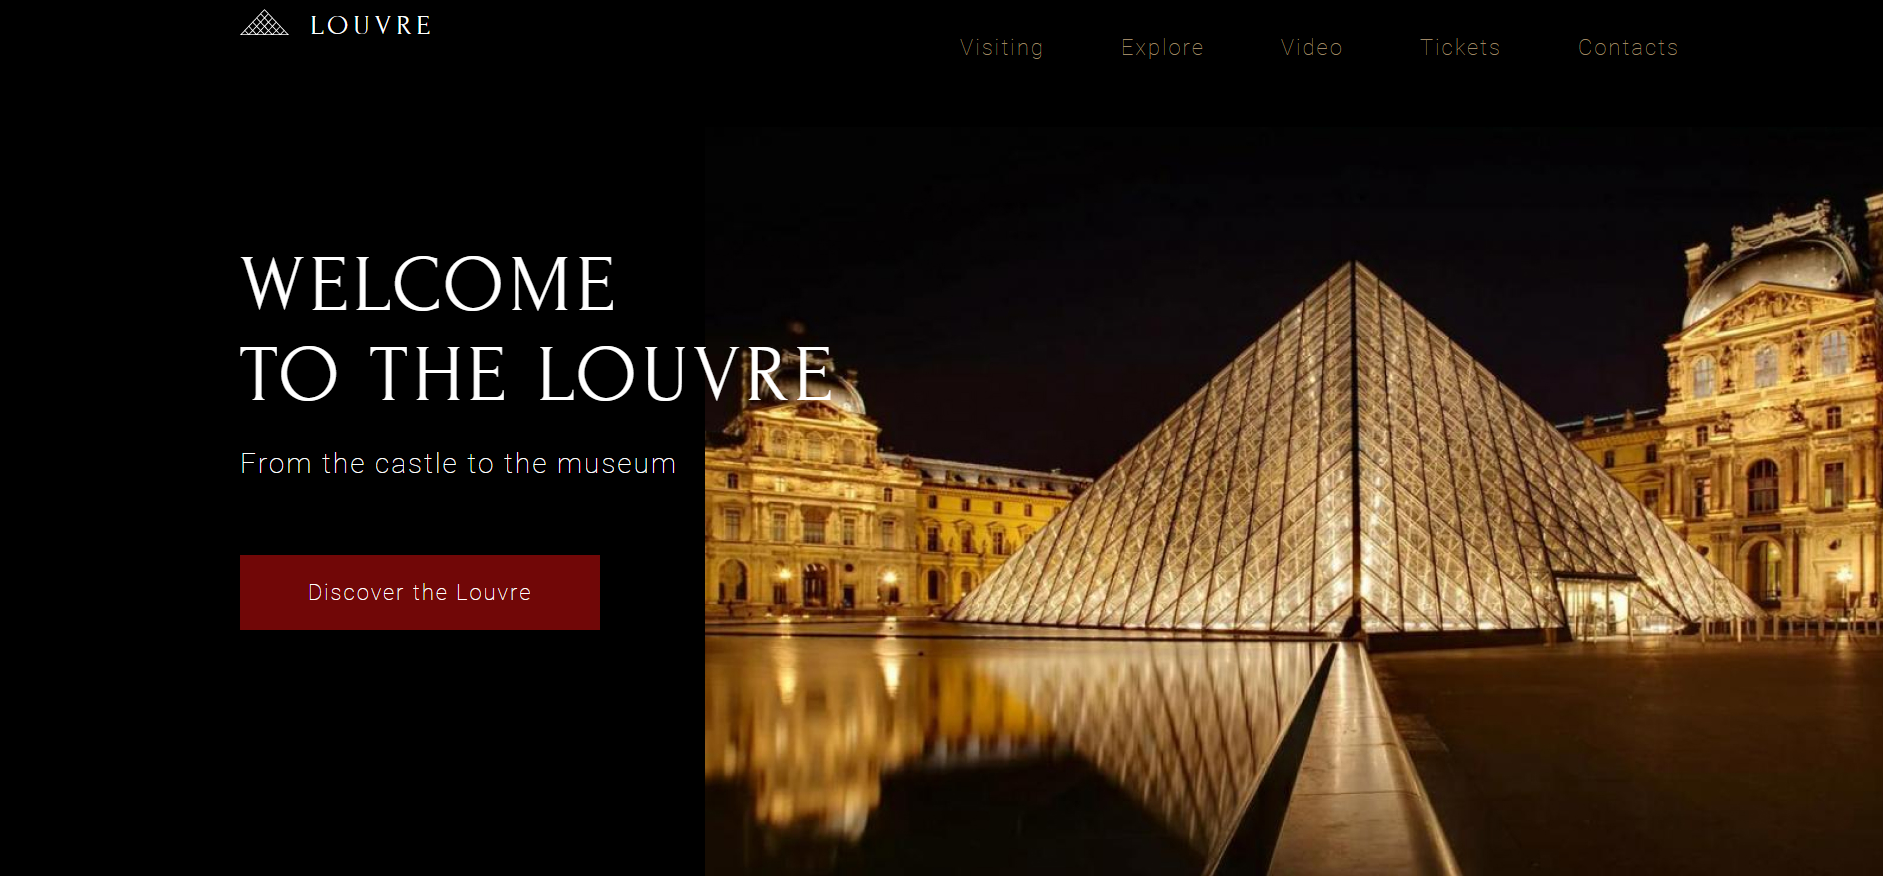 LOUVRE
Visiting Explore Video Tickets Contacts
WELCOME
TO THE LOUVRE
From the castle to the museum
Discover the Louvre